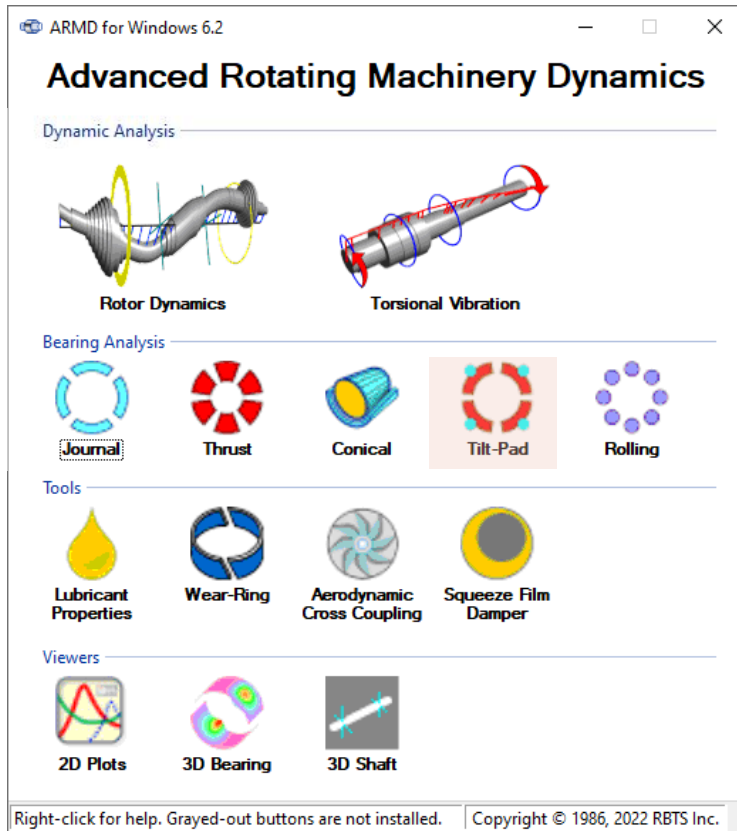 ARMD for Windows 6.2
Advanced Rotating Machinery Dynamics
Dynamic Analysis
Rotor Dynamics
Torsional Vibration
Bearing Analysis
Journal
Thrust
Conical
Tilt-Pad
Rolling
Tools
Lubricant
Properties
Wear-Ring
Aerodynamic
Cross Coupling
Squeeze Film
Damper
Viewers
2D Plots
3D Bearing
3D Shaft
Right-click for help. Grayed-out buttons are not installed.
Copyright © 1986, 2022 RBTS Inc.